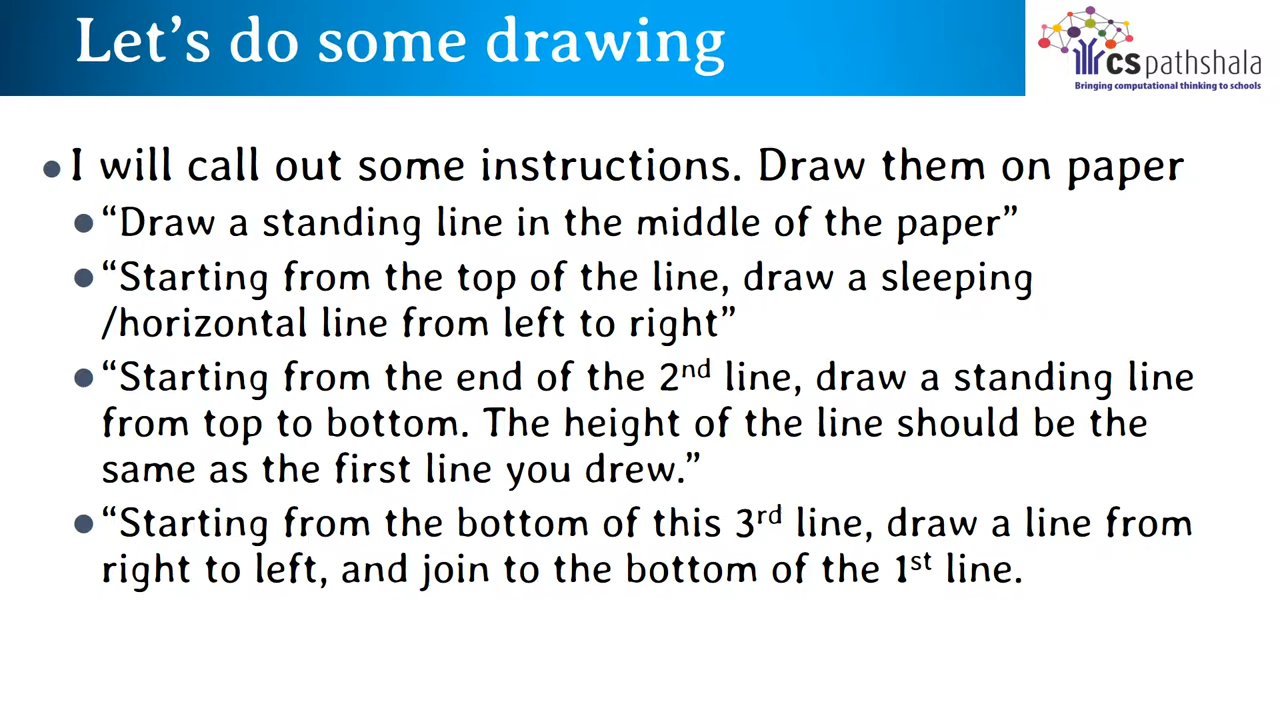 Let's do some drawing
CSpathshala
Bringing computational thinking to schools
• I will call out some instructions. Draw them on paper
• “Draw a standing line in the middle of the paper”
• “Starting from the top of the line, draw a sleeping
/horizontal line from left to right”
• “Starting from the end of the 2nd line, draw a standing line
from top to bottom. The height of the line should be the
same as the first line you drew.”
• “Starting from the bottom of this 3rd line, draw a line from
right to left, and join to the bottom of the 1st line.